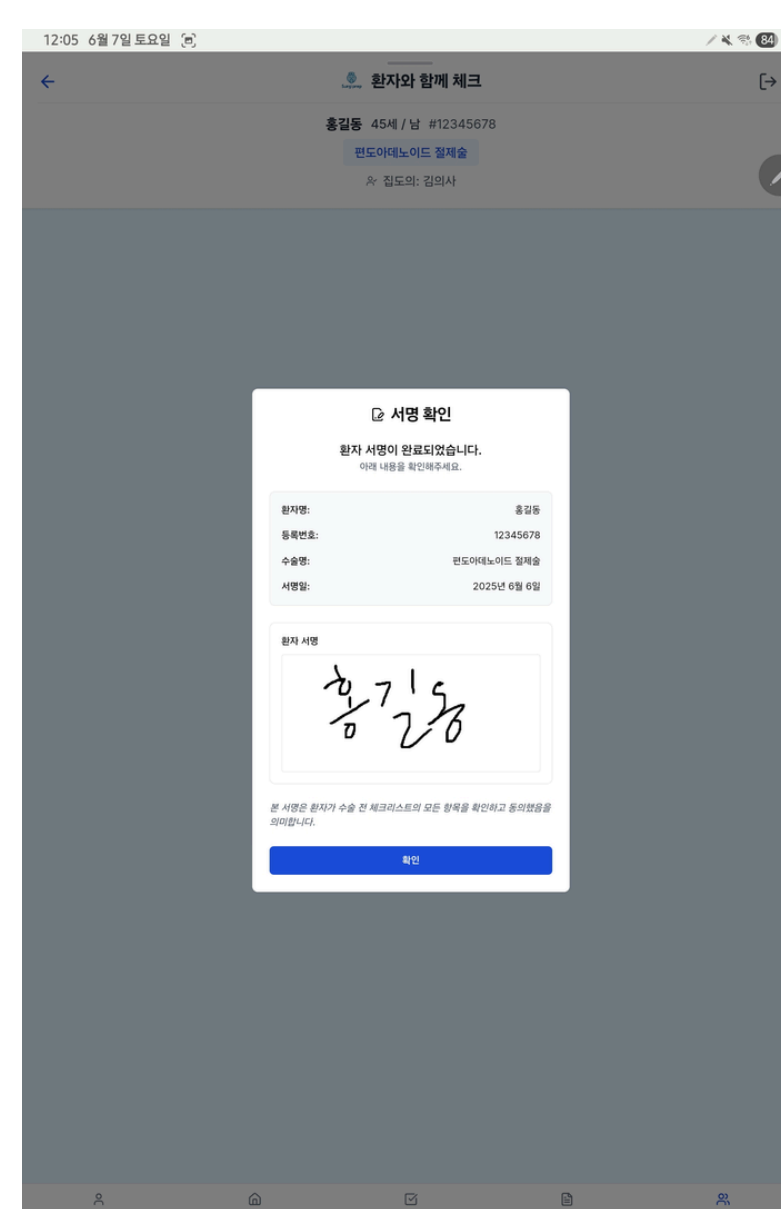 12:05 6월 7일 토요일
84
환자와 함께 체크
홍길동 45세 / 남 #12345678
편도아데노이드 절제술
집도의: 김의사
서명 확인
환자 서명이 완료되었습니다.
아래 내용을 확인해주세요.
환자명: 홍길동
등록번호: 12345678
수술명: 편도아데노이드 절제술
서명일: 2025년 6월 6일
환자 서명
홍길동
본 서명은 환자가 수술 전 체크리스트의 모든 항목을 확인하고 동의했음을
의미합니다.
확인